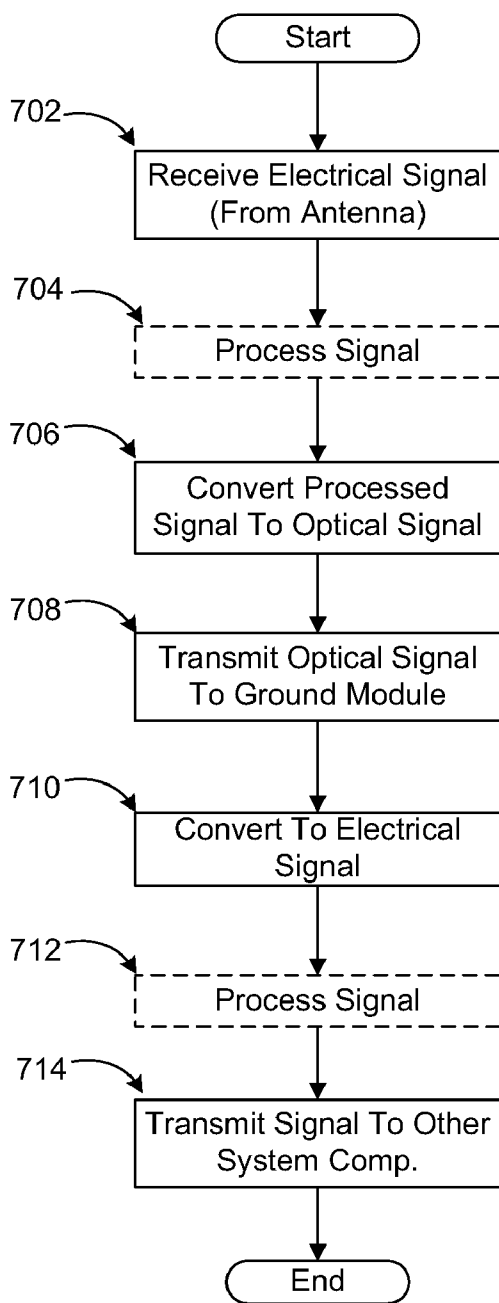 Start
702
Receive Electrical Signal
(From Antenna)
704
Process Signal
706
Convert Processed
Signal To Optical Signal
708
Transmit Optical Signal
To Ground Module
710
Convert To Electrical
Signal
712
Process Signal
714
Transmit Signal To Other
System Comp.
End